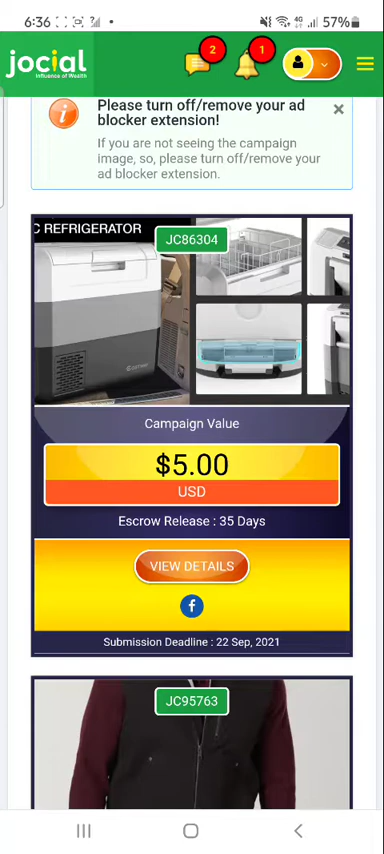 6:36
4G
57%
jocial
Influence of Wealth
2
1
Please turn off/remove your ad
blocker extension!
If you are not seeing the campaign
image, so, please turn off/remove your
ad blocker extension.
C REFRIGERATOR
JC86304
Campaign Value
$5.00
USD
Escrow Release : 35 Days
VIEW DETAILS
f
Submission Deadline : 22 Sep, 2021
JC95763